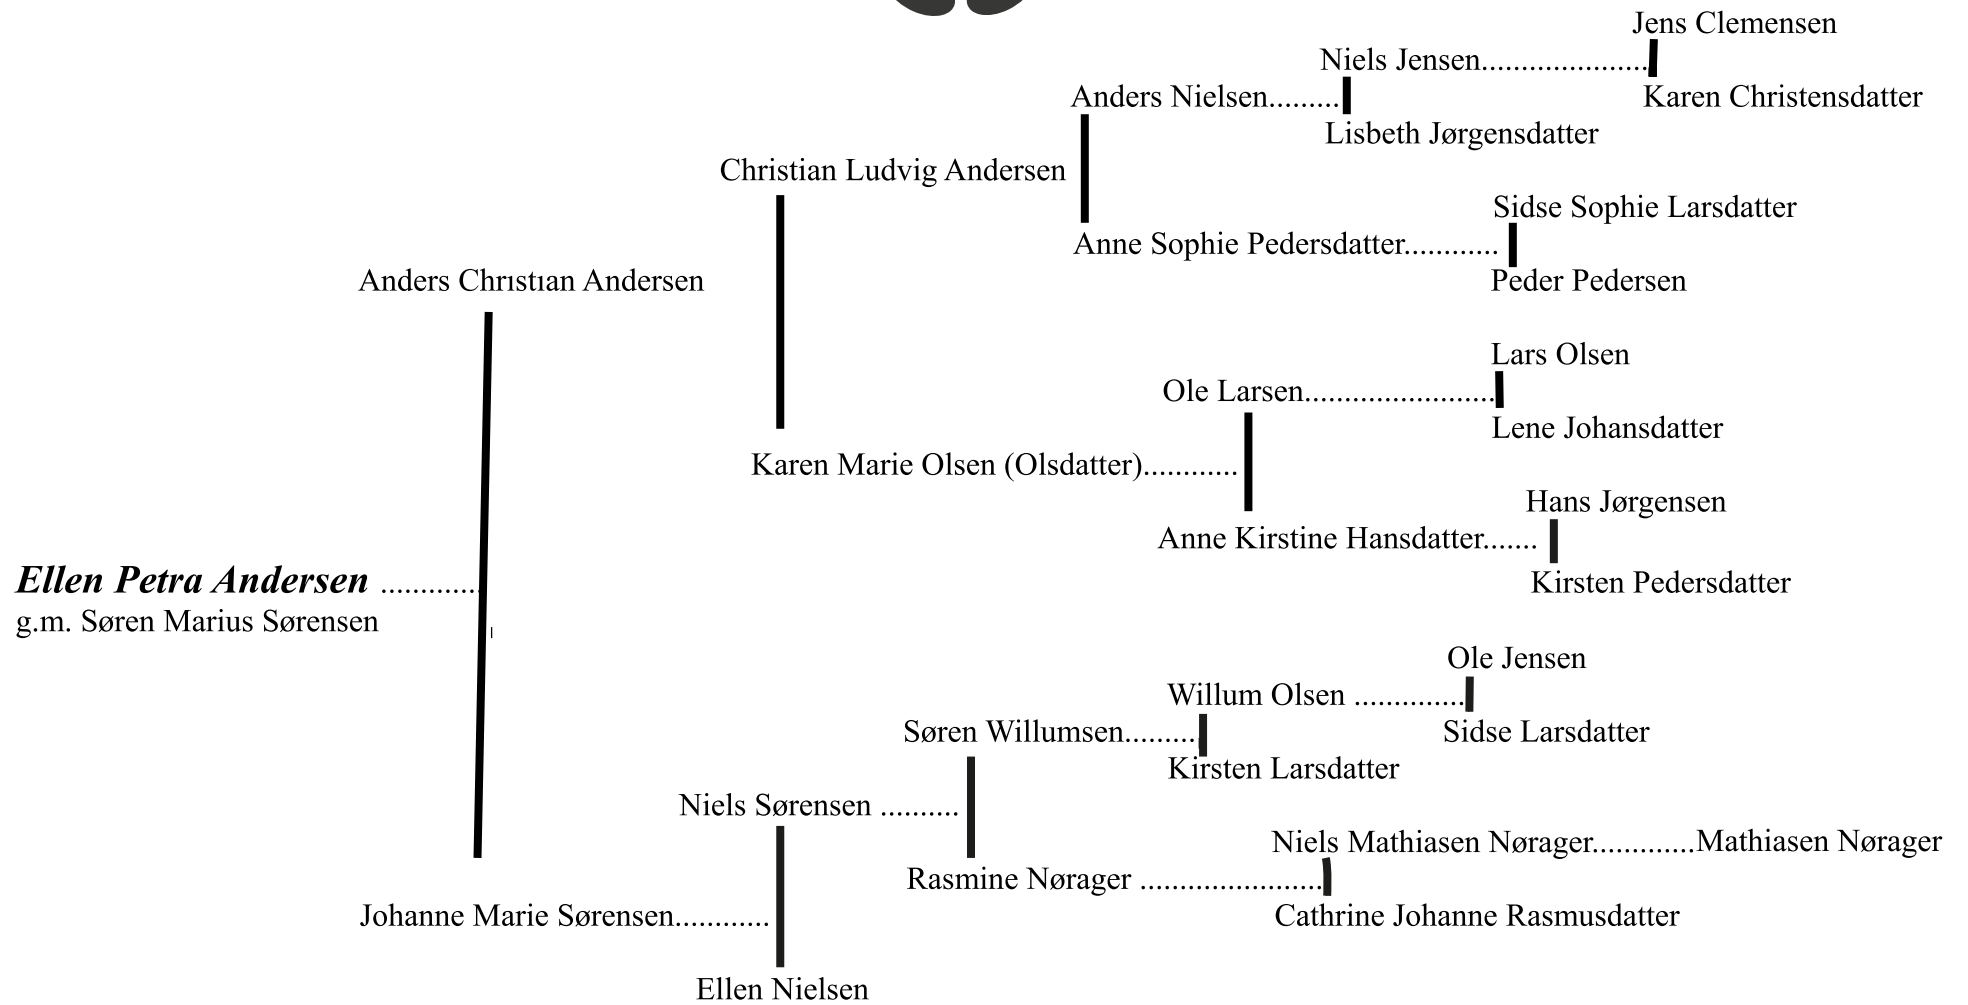 Jens Clemensen
Niels Jensen.....................
Anders Nielsen.........
Karen Christensdatter
Lisbeth Jørgensdatter
Christian Ludvig Andersen
Sidse Sophie Larsdatter
Anne Sophie Pedersdatter............
Anders Christian Andersen
Peder Pedersen
Lars Olsen
Ole Larsen........................
Lene Johansdatter
Karen Marie Olsen (Olsdatter)............
Hans Jørgensen
Anne Kirstine Hansdatter.......
Ellen Petra Andersen .............
Kirsten Pedersdatter
g.m. Søren Marius Sørensen
Ole Jensen
Willum Olsen ..............
Søren Willumsen.........
Sidse Larsdatter
Kirsten Larsdatter
Niels Sørensen ..........
Niels Mathiasen Nørager.............Mathiasen Nørager
Rasmine Nørager .......................
Johanne Marie Sørensen............
Cathrine Johanne Rasmusdatter
Ellen Nielsen